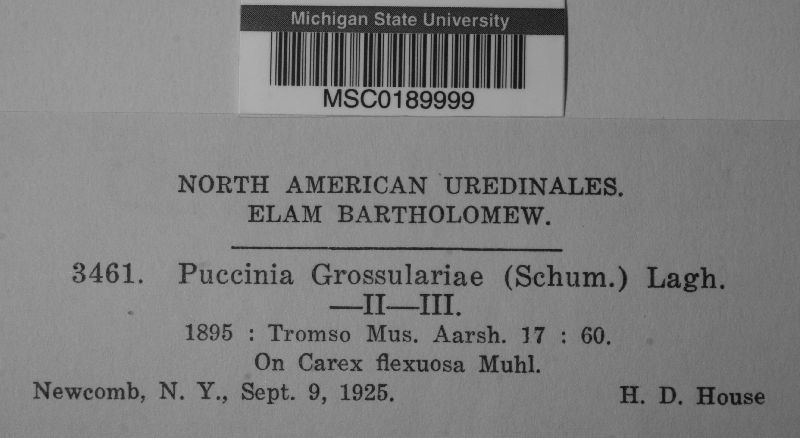 Michigan State University
MSC0189999
NORTH AMERICAN UREDINALES.
ELAM BARTHOLOMEW.
3461. Puccinia Grossulariae (Schum.) Lagh.
—II—III.
1895 : Tromso Mus. Aarsh. 17 : 60.
On Carex flexuosa Muhl.
Newcomb, N. Y., Sept. 9, 1925. H. D. House